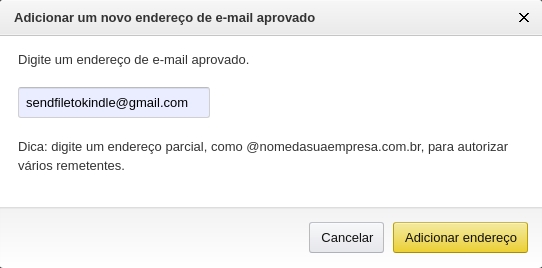 Adicionar um novo endereço de e-mail aprovado
Digite um endereço de e-mail aprovado.
sendfiletokindle@gmail.com
Dica: digite um endereço parcial, como @nomedasuaempresa.com.br, para autorizar
vários remetentes.
Cancelar
Adicionar endereço